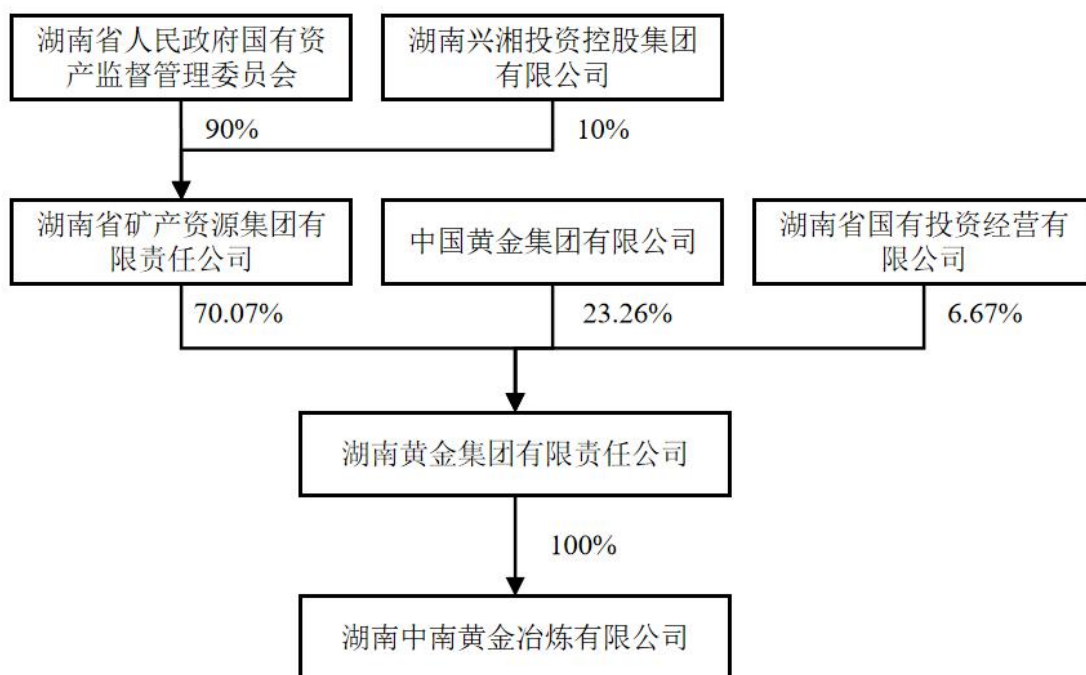 湖南省人民政府国有资
产监督管理委员会
湖南兴湘投资控股集团
有限公司
90%
10%
湖南省矿产资源集团有
限责任公司
中国黄金集团有限公司
湖南省国有投资经营有
限公司
70.07%
23.26%
6.67%
湖南黄金集团有限责任公司
100%
湖南中南黄金冶炼有限公司